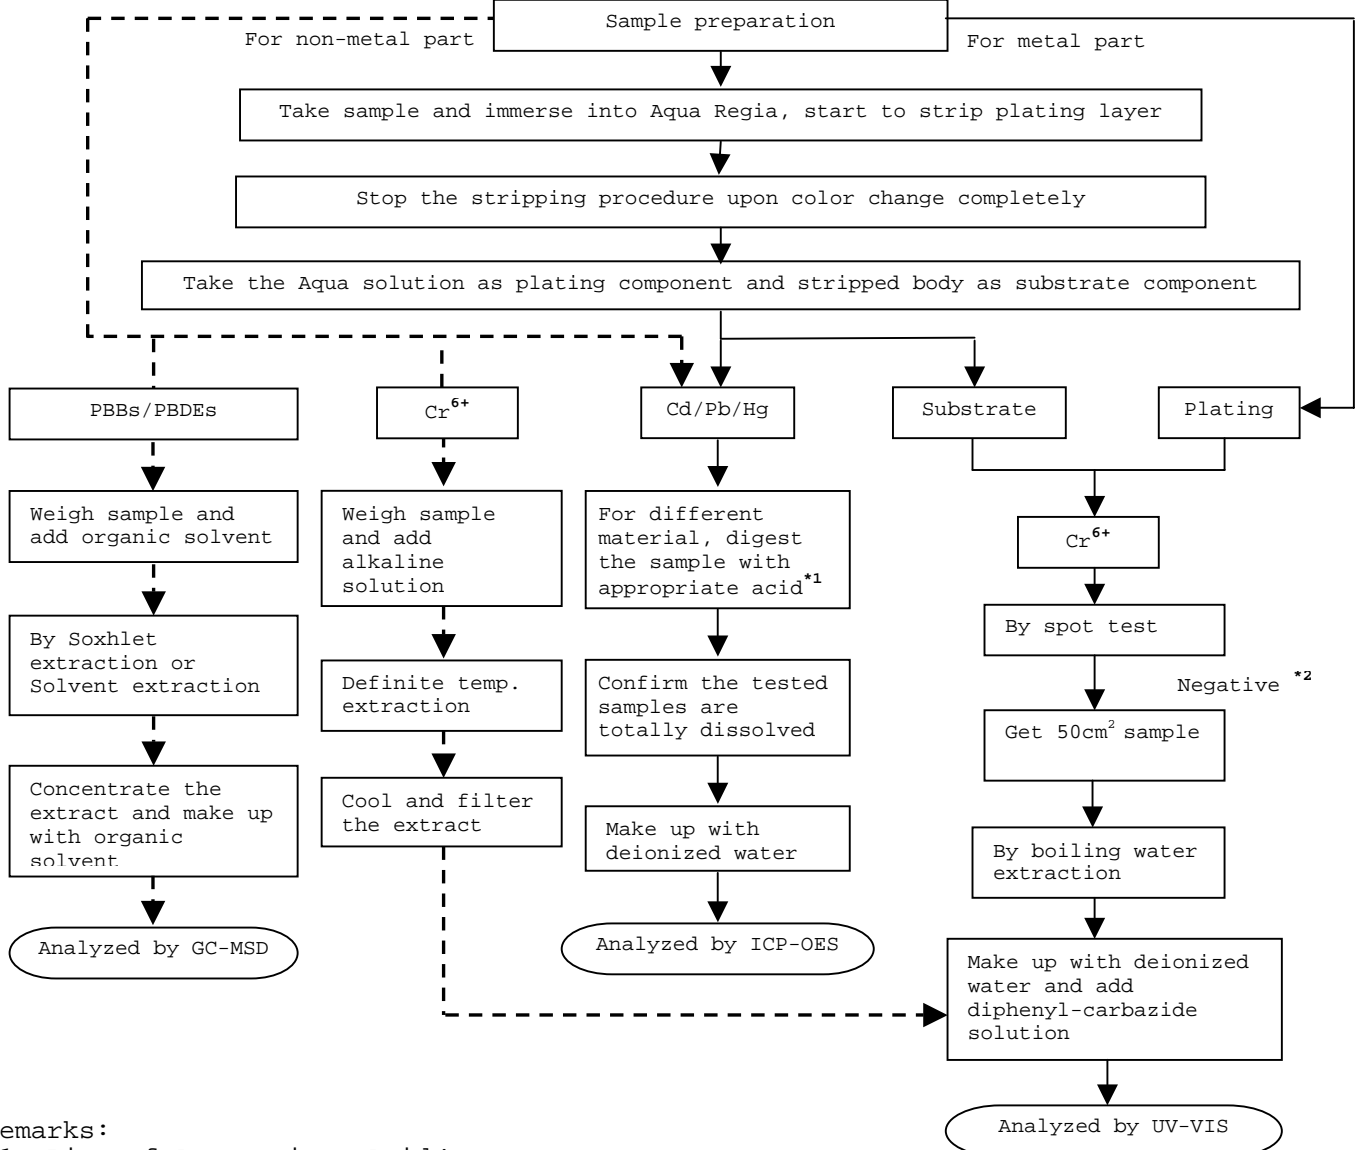 Sample preparation
For non-metal part
For metal part
Take sample and immerse into Aqua Regia, start to strip plating layer
Stop the stripping procedure upon color change completely
Take the Aqua solution as plating component and stripped body as substrate component
PBBs/PBDEs
Cr6+
Cd/Pb/Hg
Substrate
Plating
Weigh sample and
add organic solvent
By Soxhlet
extraction or
Solvent extraction
Concentrate the
extract and make up
with organic
solvent
Analyzed by GC-MSD
Weigh sample
and add
alkaline
solution
Definite temp.
extraction
Cool and filter
the extract
For different
material, digest
the sample with
appropriate acid*1
Confirm the tested
samples are
totally dissolved
Make up with
deionized water
Analyzed by ICP-OES
Cr6+
By spot test
Negative *2
Get 50cm2 sample
By boiling water
extraction
Make up with deionized
water and add
diphenyl-carbazide
solution
Analyzed by UV-VIS
emarks: